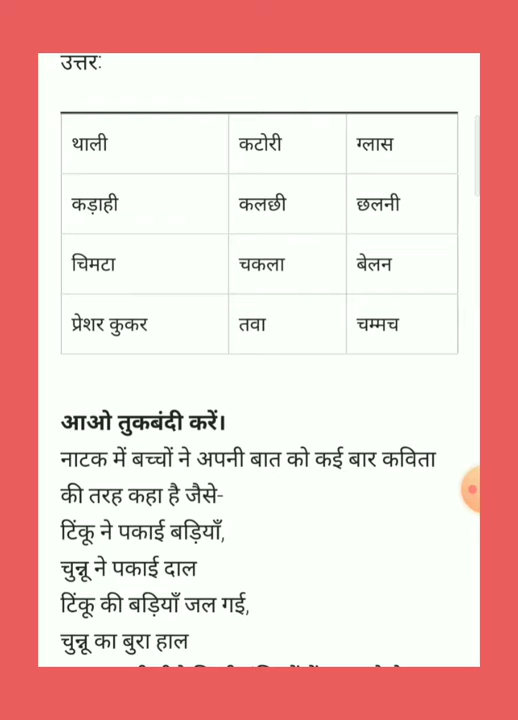 उत्तर:
थाली कटोरी ग्लास
कड़ाही कलछी छलनी
चिमटा चकला बेलन
प्रेशर कुकर तवा चम्मच
आओ तुकबंदी करें।
नाटक में बच्चों ने अपनी बात को कई बार कविता
की तरह कहा है जैसे-
टिंकू ने पकाई बड़ियाँ,
चुन्नू ने पकाई दाल
टिंकू की बड़ियाँ जल गई,
चुन्नू का बुरा हाल